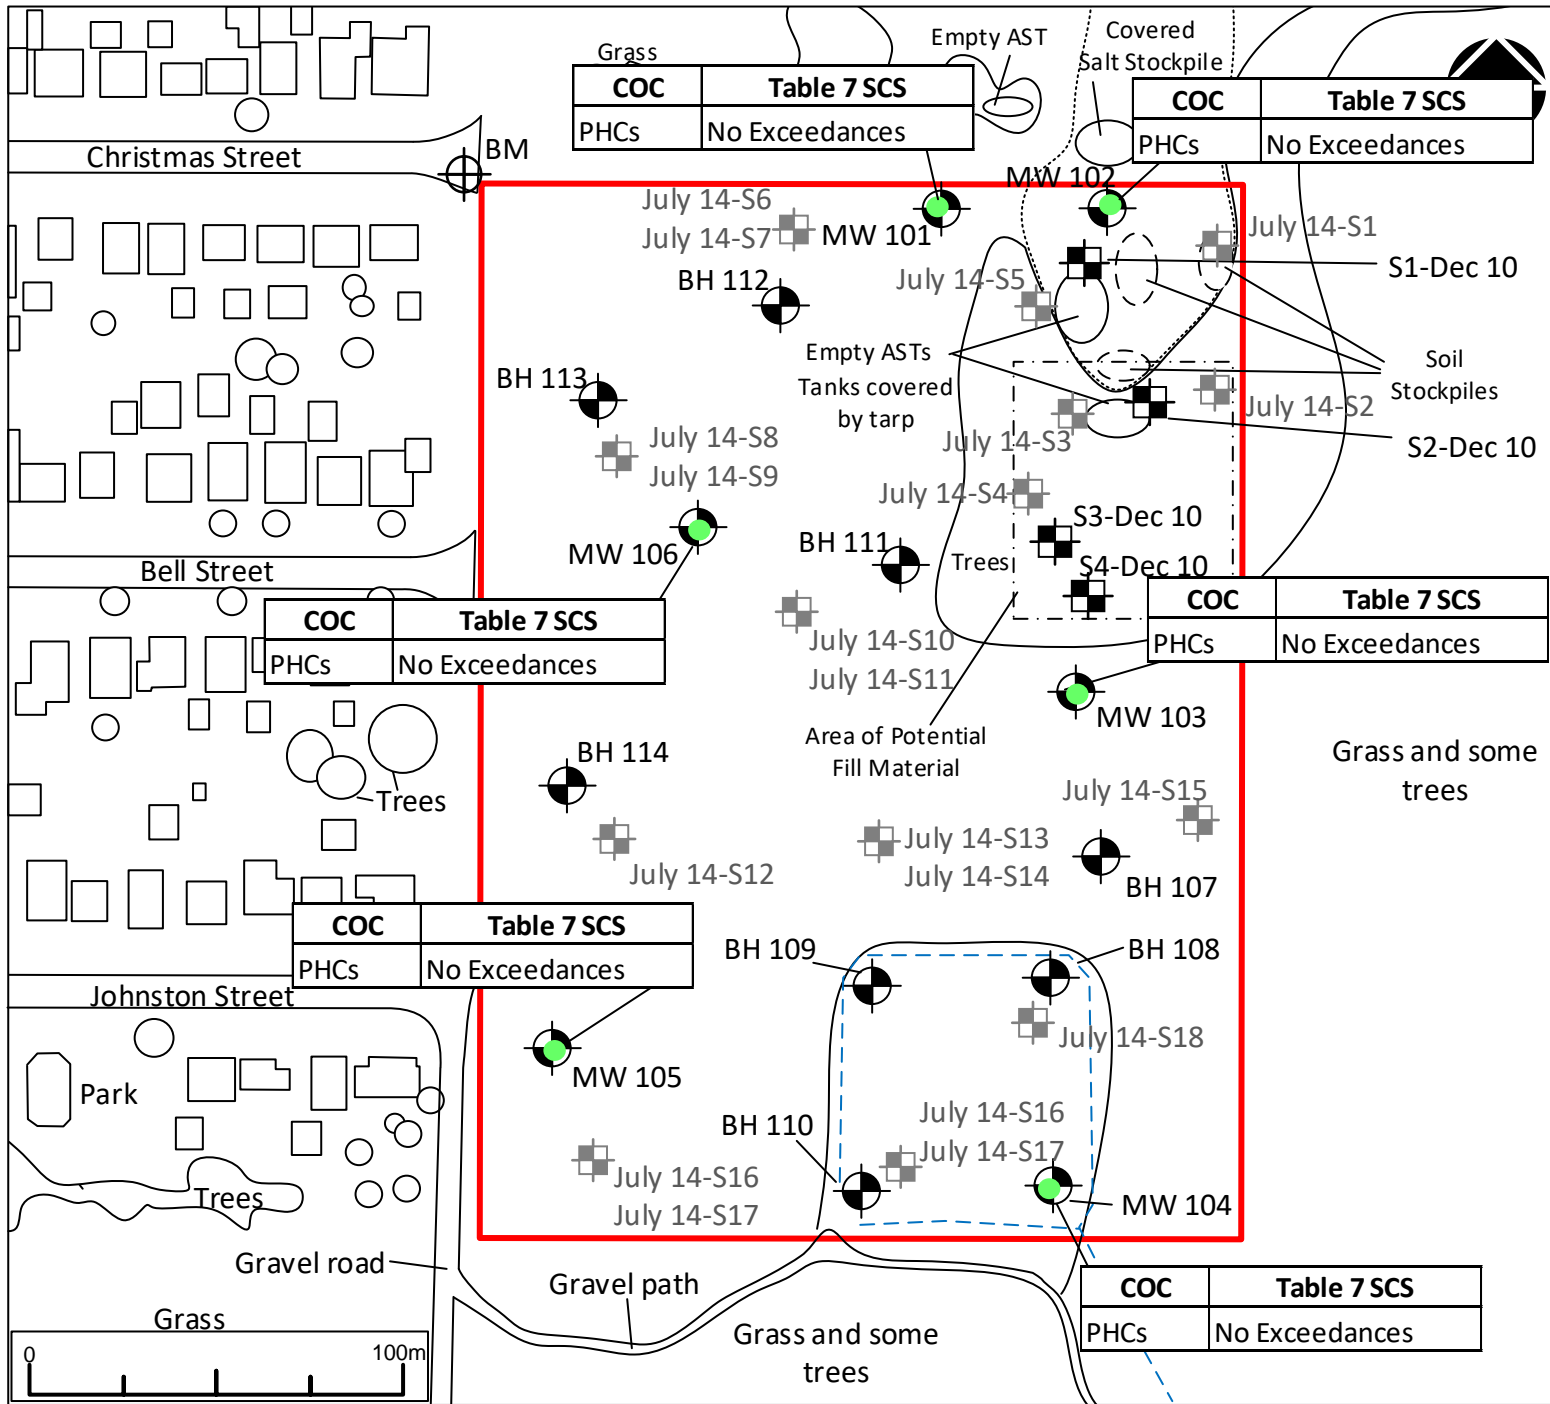 Grass
Empty AST
Covered
Salt Stockpile
COC Table 7 SCS
PHCs No Exceedances
COC Table 7 SCS
PHCs No Exceedances
Christmas Street
BM
MW 102
July 14-S6
July 14-S7
MW 101
July 14-S1
S1-Dec 10
BH 112
July 14-S5
Empty ASTs
Tanks covered
by tarp
Soil
Stockpiles
BH 113
July 14-S2
July 14-S3
S2-Dec 10
July 14-S8
July 14-S9
July 14-S4
S3-Dec 10
MW 106
BH 111
Trees
S4-Dec 10
Bell Street
COC Table 7 SCS
PHCs No Exceedances
COC Table 7 SCS
PHCs No Exceedances
July 14-S10
July 14-S11
MW 103
Area of Potential
Fill Material
Grass and some
trees
BH 114
Trees
July 14-S15
July 14-S13
July 14-S14
July 14-S12
BH 107
COC Table 7 SCS
PHCs No Exceedances
BH 109
BH 108
Johnston Street
July 14-S18
MW 105
Park
BH 110
July 14-S16
July 14-S17
July 14-S16
July 14-S17
MW 104
Trees
Gravel road
Gravel path
COC Table 7 SCS
PHCs No Exceedances
Grass
Grass and some
trees
0 100m